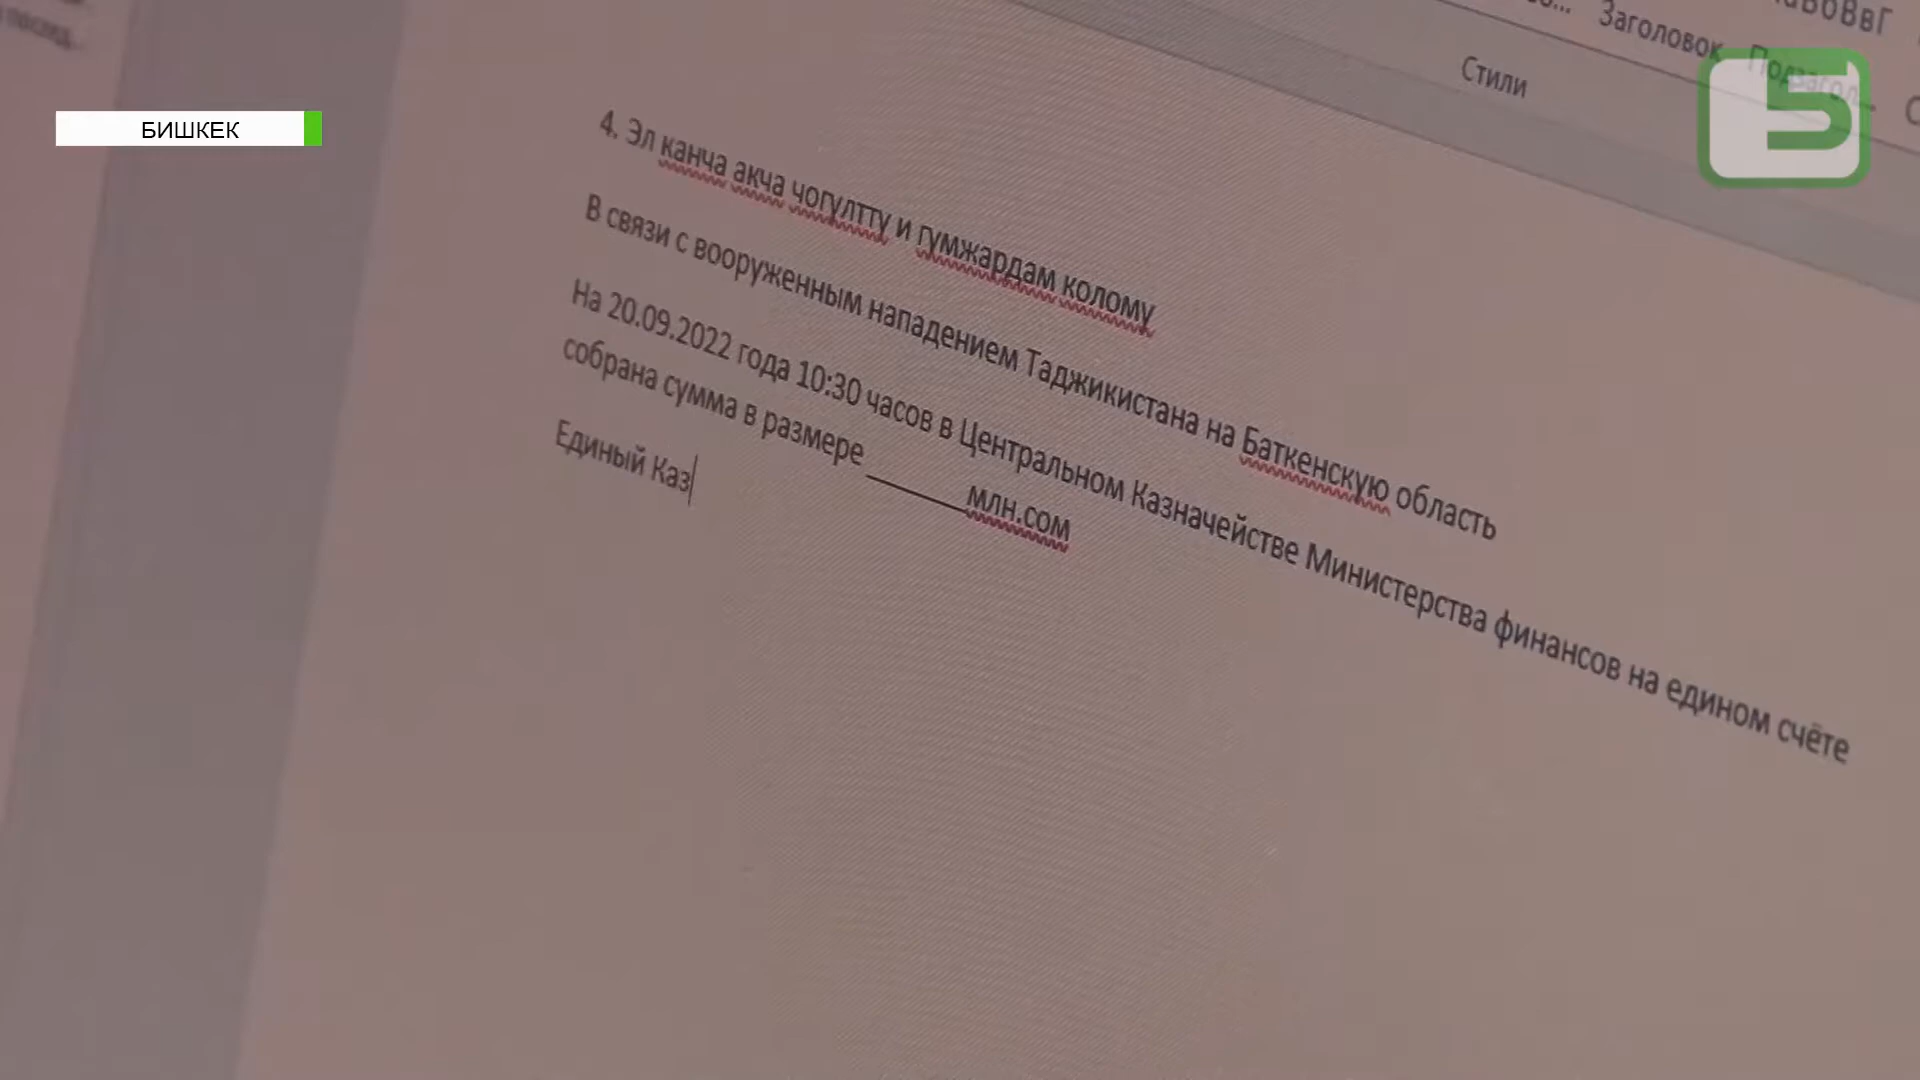 БИШКЕК
Заголовок
Стили
4. Эл канча акча чогултту и гумжардам колому
В связи с вооруженным нападением Таджикистана на Баткенскую область
На 20.09.2022 года 10:30 часов в Центральном Казначействе Министерства финансов на едином счёте
собрана сумма в размере ________млн.сом
Единый Каз
5